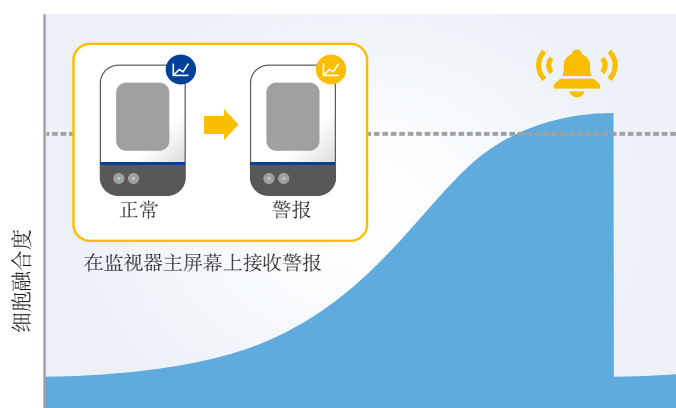 正常
警报
在监视器主屏幕上接收警报
细胞融合度